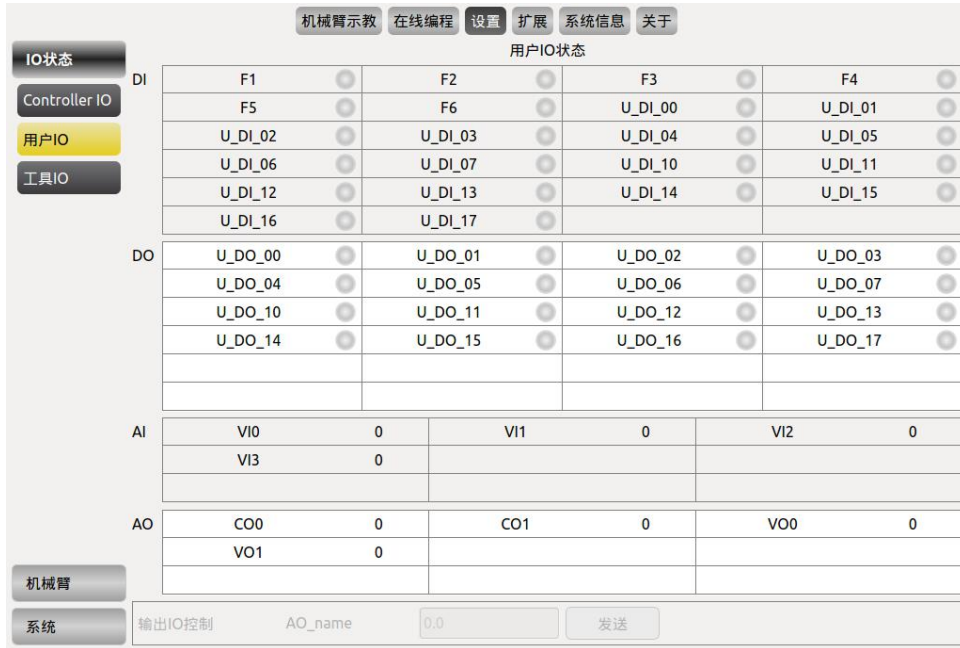 机械臂示教 在线编程 设置 扩展 系统信息 关于
IO状态
Controller IO
用户IO
工具IO
用户IO状态
DI F1 F2 F3 F4
F5 F6 U_DI_00 U_DI_01
U_DI_02 U_DI_03 U_DI_04 U_DI_05
U_DI_06 U_DI_07 U_DI_10 U_DI_11
U_DI_12 U_DI_13 U_DI_14 U_DI_15
U_DI_16 U_DI_17
DO U_DO_00 U_DO_01 U_DO_02 U_DO_03
U_DO_04 U_DO_05 U_DO_06 U_DO_07
U_DO_10 U_DO_11 U_DO_12 U_DO_13
U_DO_14 U_DO_15 U_DO_16 U_DO_17
AI VI0 0 VI1 0 VI2 0
VI3 0
AO CO0 0 CO1 0 VO0 0
VO1 0
机械臂
系统
输出IO控制 AO_name 0.0 发送